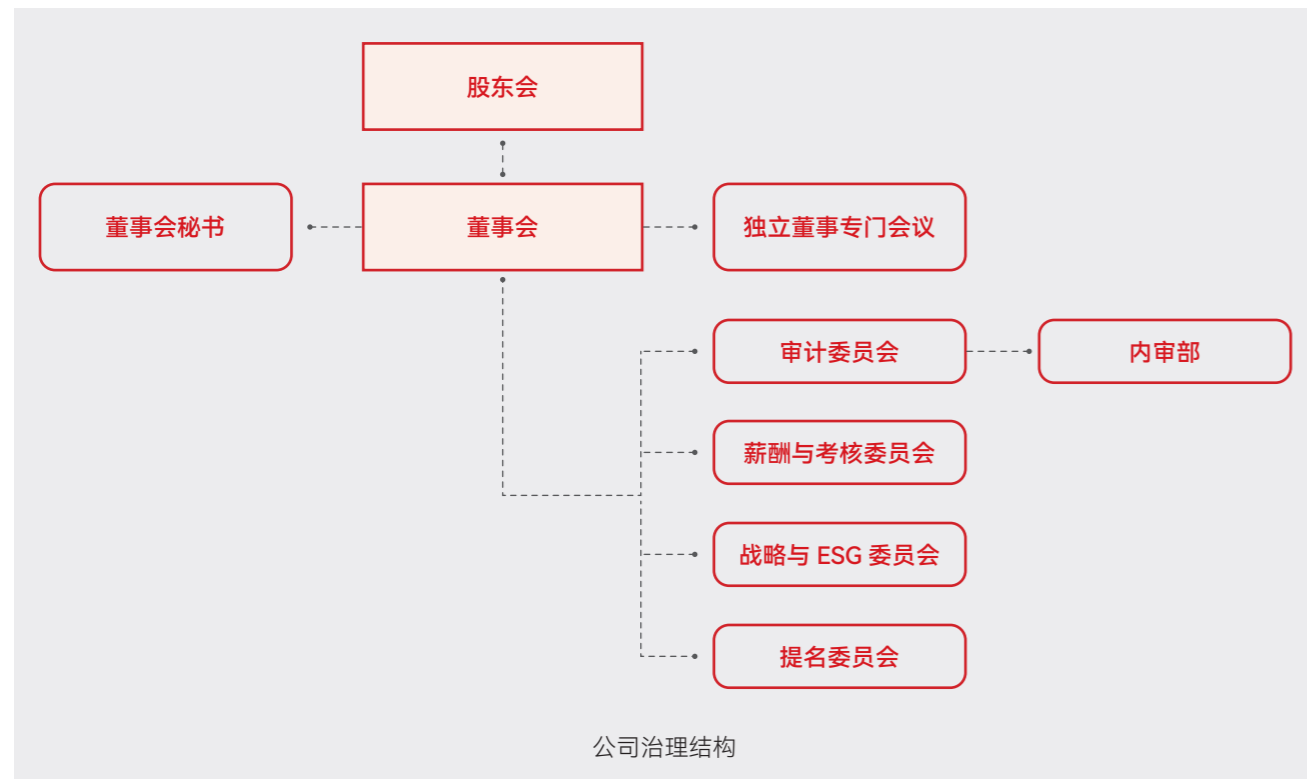 股东会
董事会秘书
董事会
独立董事专门会议
审计委员会
内审部
薪酬与考核委员会
战略与 ESG 委员会
提名委员会
公司治理结构